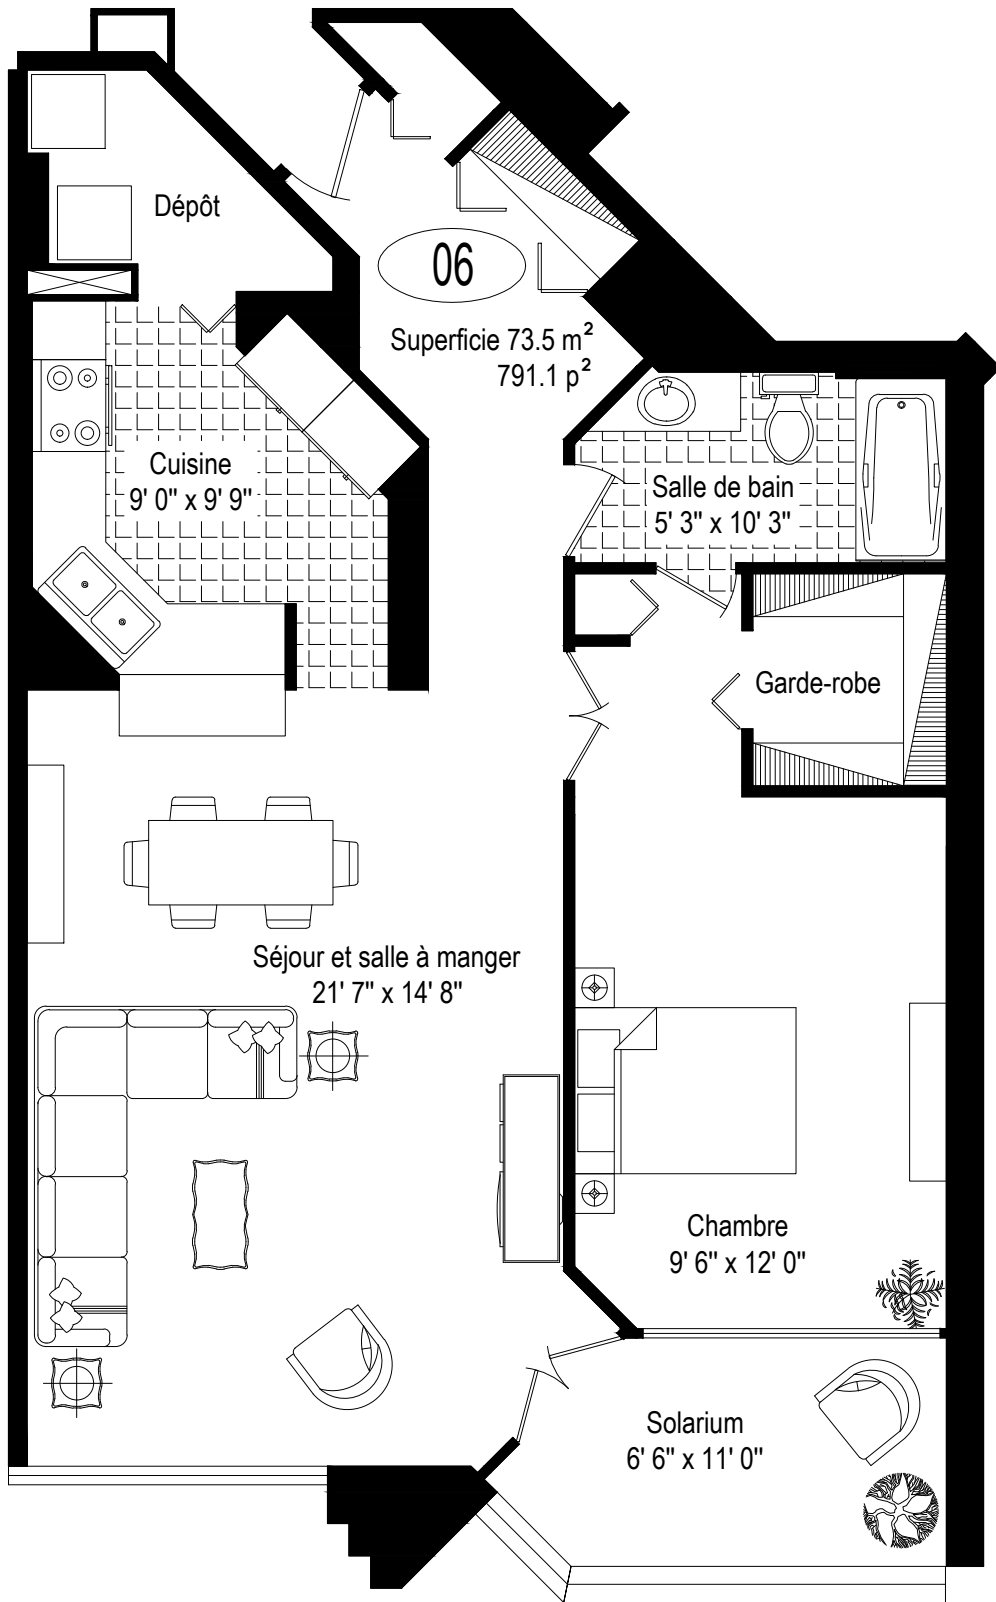 Dépôt
06
Superficie 73.5 m²
791.1 p²
Cuisine
9' 0" x 9' 9"
Salle de bain
5' 3" x 10' 3"
Garde-robe
Séjour et salle à manger
21' 7" x 14' 8"
Chambre
9' 6" x 12' 0"
Solarium
6' 6" x 11' 0"